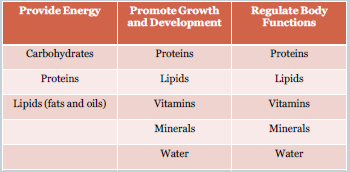 Provide Energy | Promote Growth and Development | Regulate Body Functions
Carbohydrates | Proteins | Proteins
Proteins | Lipids | Lipids
Lipids (fats and oils) | Vitamins | Vitamins
Minerals | Minerals
Water | Water